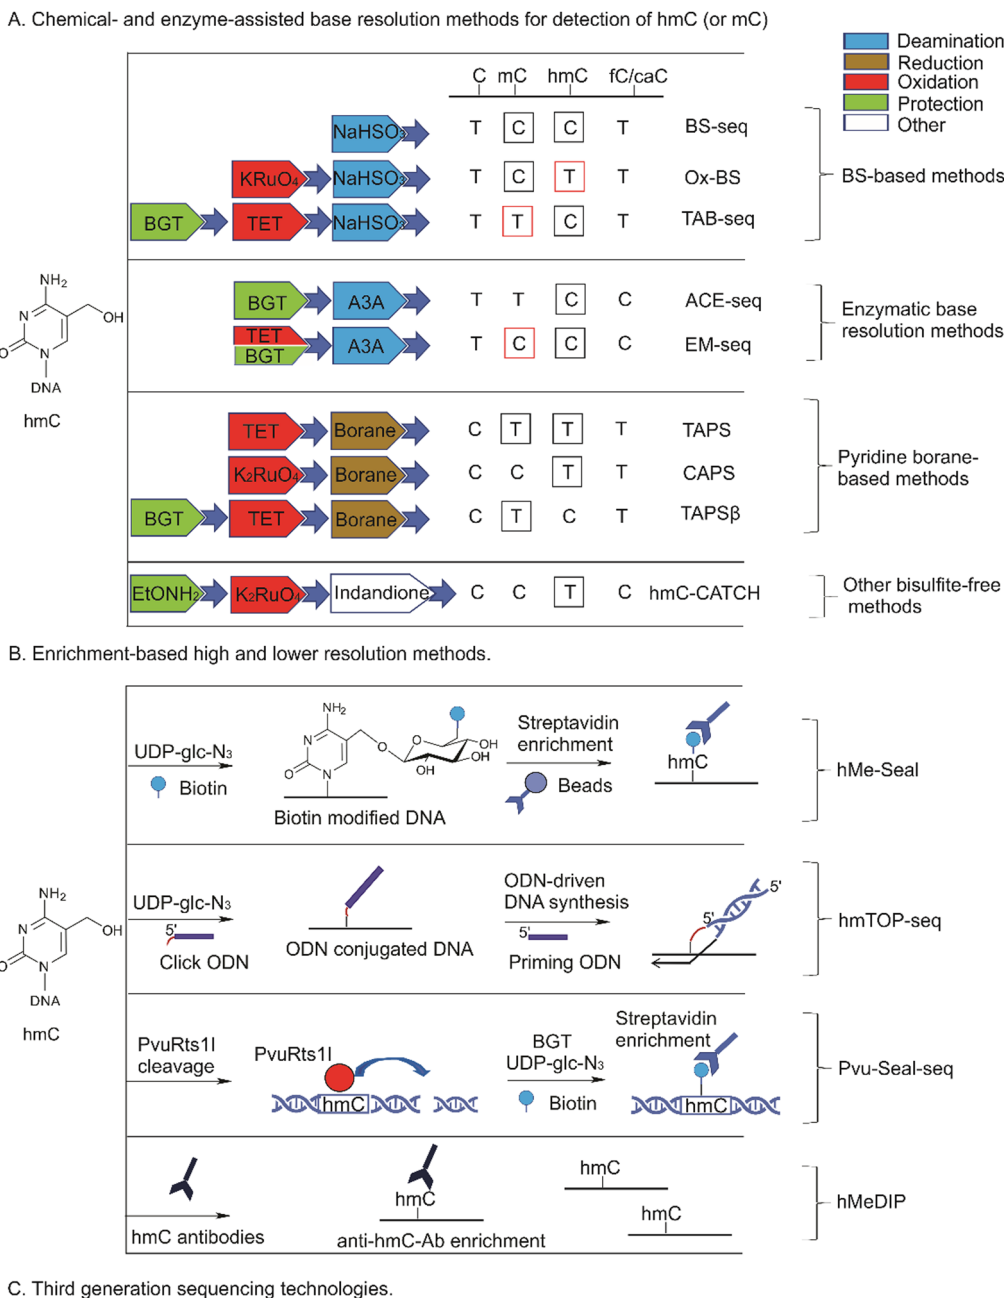 A. Chemical- and enzyme-assisted base resolution methods for detection of hmC (or mC)
Deamination
Reduction
Oxidation
Protection
Other
C mC hmC fC/caC
NaHSO₃ T C C T BS-seq
KRuO₄ NaHSO₃ T C T T Ox-BS
BS-based methods
BGT TET NaHSO₃ T T C T TAB-seq
BGT A3A T T C C ACE-seq
TET
BGT A3A T C C C EM-seq
Enzymatic base
resolution methods
NH₂
N
O
N
OH
DNA
hmC
TET Borane C T T T TAPS
K₂RuO₄ Borane C C T T CAPS
BGT TET Borane C T C T TAPSβ
Pyridine borane-
based methods
EtONH₂ K₂RuO₄ Indandione C C T C hmC-CATCH
Other bisulfite-free
methods
B. Enrichment-based high and lower resolution methods.
UDP-glc-N₃
Biotin
NH₂
N
O
N
O
O
OH
OH
OH
Biotin modified DNA
Streptavidin
enrichment
Beads
hmC
hMe-Seal
NH₂
N
O
N
OH
DNA
hmC
UDP-glc-N₃
5'
Click ODN
ODN conjugated DNA
ODN-driven
DNA synthesis
5'
Priming ODN
5'
5'
hmTOP-seq
PvuRts1I
cleavage
PvuRts1I
hmC
BGT
UDP-glc-N₃
Biotin
Streptavidin
enrichment
hmC
Pvu-Seal-seq
hmC antibodies
hmC
anti-hmC-Ab enrichment
hmC
hmC
hMeDIP
C. Third generation sequencing technologies.